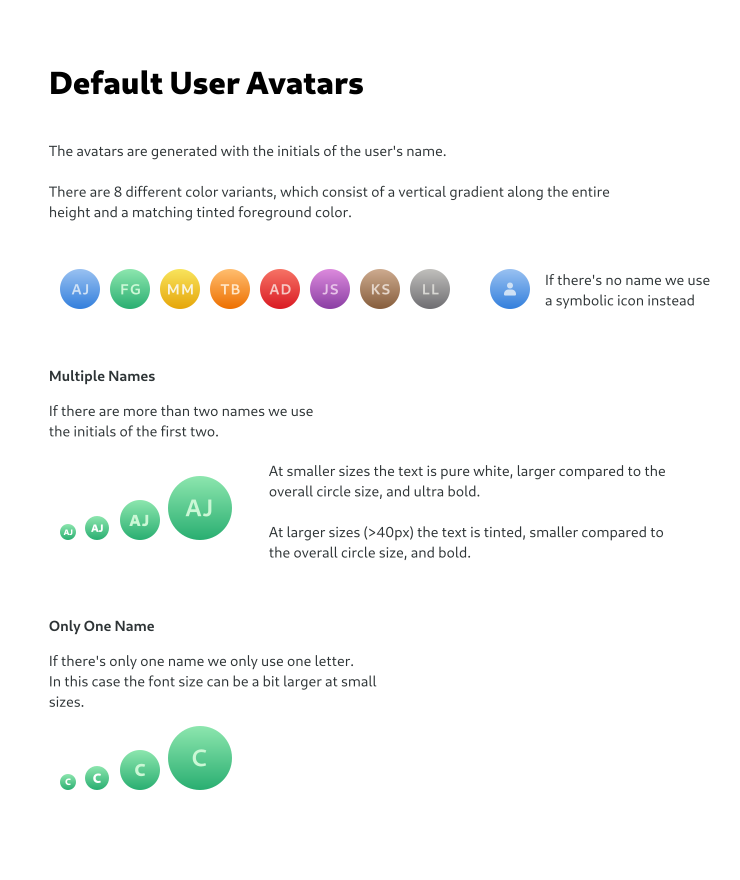 Default User Avatars
The avatars are generated with the initials of the user's name.
There are 8 different color variants, which consist of a vertical gradient along the entire
height and a matching tinted foreground color.
AJ FG MM TB AD JS KS LL
If there's no name we use
a symbolic icon instead
Multiple Names
If there are more than two names we use
the initials of the first two.
AJ AJ AJ AJ
At smaller sizes the text is pure white, larger compared to the
overall circle size, and ultra bold.
At larger sizes (>40px) the text is tinted, smaller compared to
the overall circle size, and bold.
Only One Name
If there's only one name we only use one letter.
In this case the font size can be a bit larger at small
sizes.
C C C C